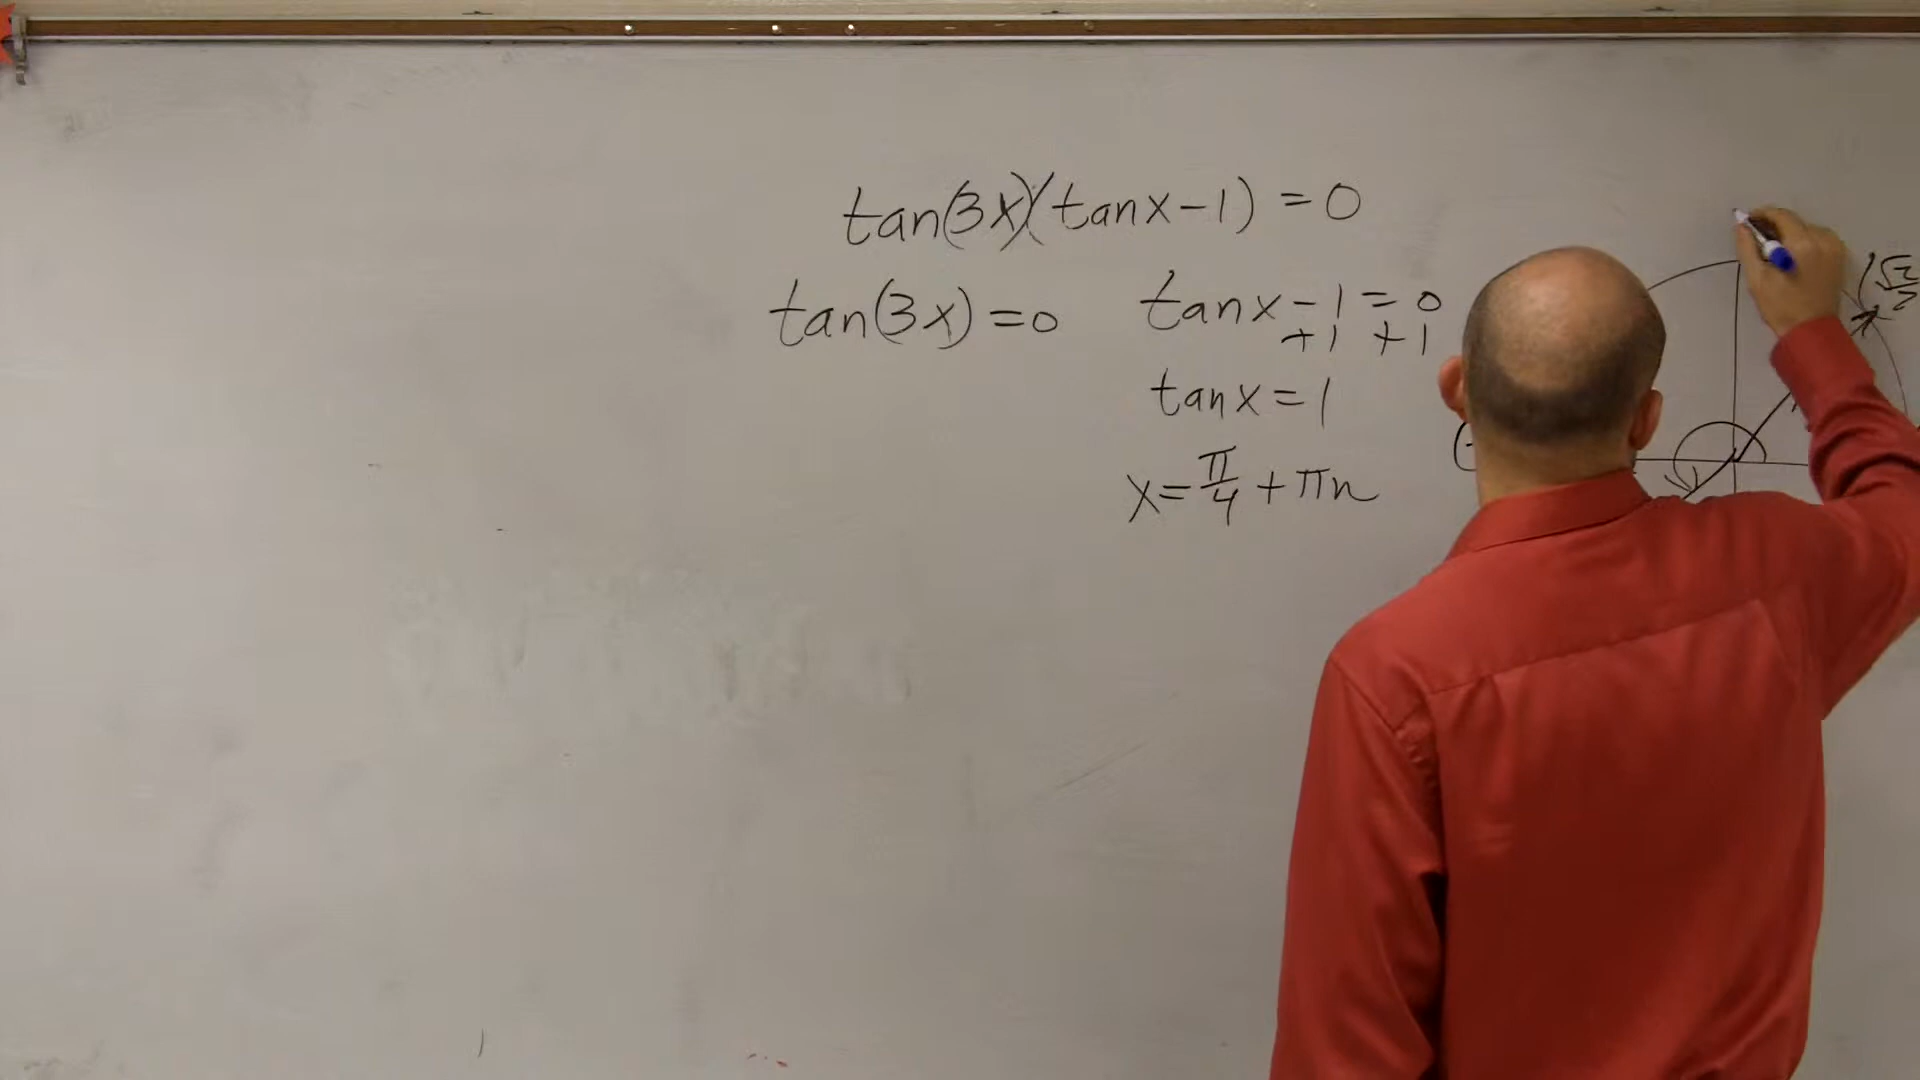 tan(3x)(tanx-1) = 0
tan(3x) = 0
tanx - 1 = 0
+1 +1
tanx = 1
x = π/4 + πn